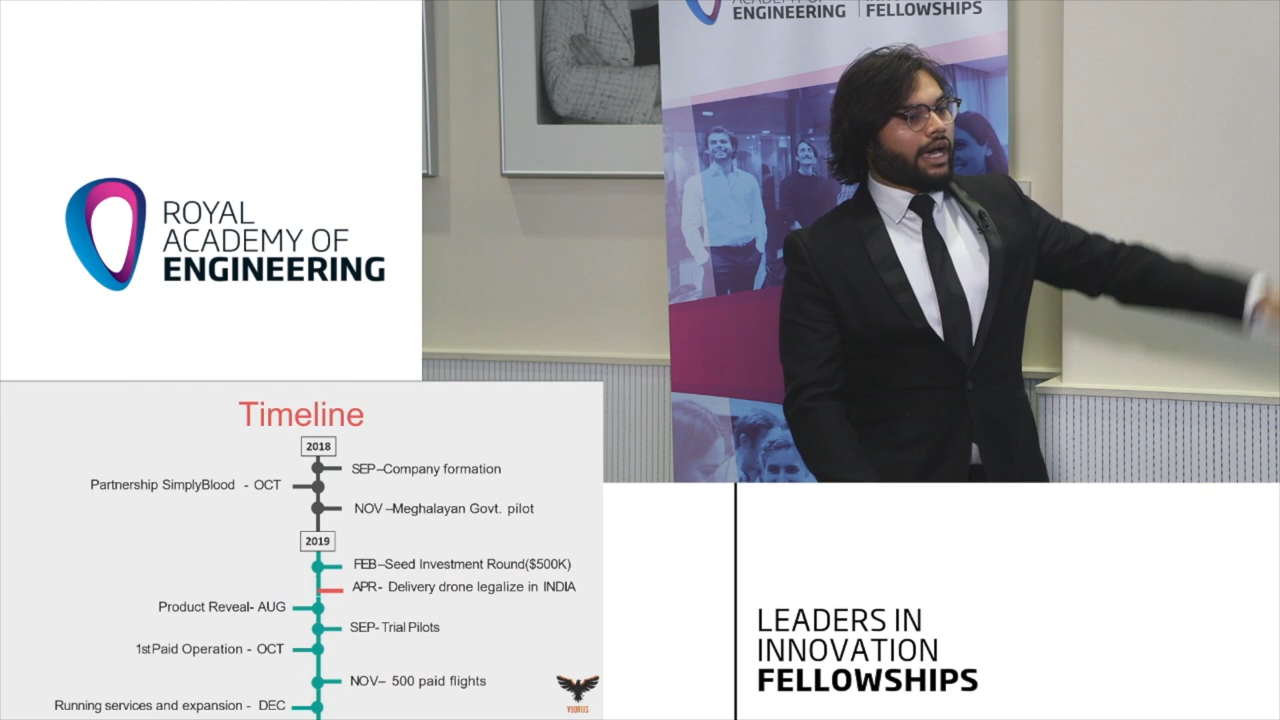 ROYAL
ACADEMY OF
ENGINEERING
ENGINEERING
FELLOWSHIPS
Timeline
2018
SEP–Company formation
Partnership SimplyBlood - OCT
NOV –Meghalayan Govt. pilot
2019
FEB–Seed Investment Round($500K)
APR- Delivery drone legalize in INDIA
Product Reveal- AUG
SEP-Trial Pilots
1stPaid Operation - OCT
NOV– 500 paid flights
Running services and expansion - DEC
LEADERS IN
INNOVATION
FELLOWSHIPS